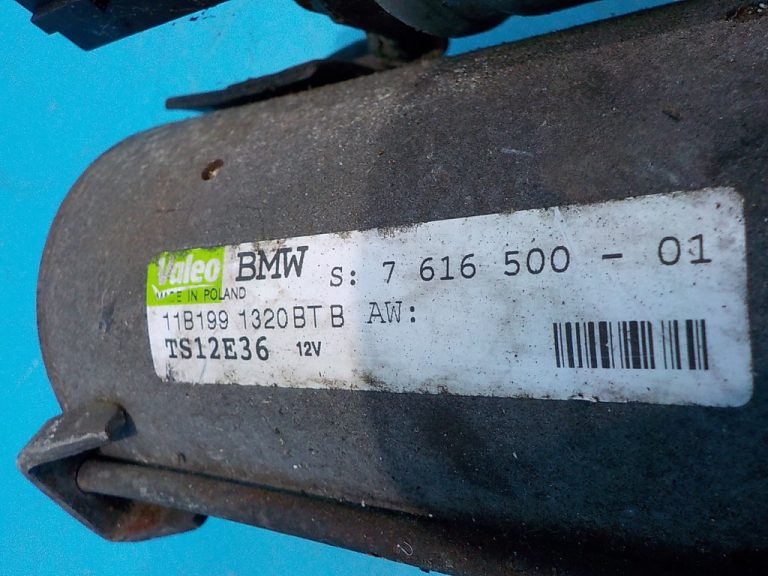 Valeo BMW S: 7 616 500 - 01
MADE IN POLAND
11B199 1320BT B AW:
TS12E36 12V